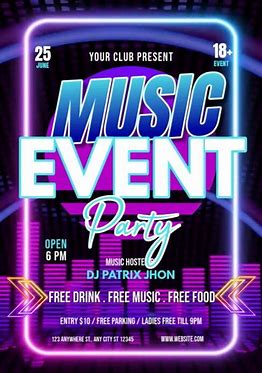 25
JUNE
YOUR CLUB PRESENT
18+
EVENT
MUSIC
EVENT
Party
OPEN
6 PM
MUSIC HOSTED
DJ PATRIX JHON
FREE DRINK . FREE MUSIC . FREE FOOD
ENTRY $10 / FREE PARKING / LADIES FREE TILL 9PM
123 ANYWHERE ST., ANY CITY ST 12345
WWW.WEBSITE.COM